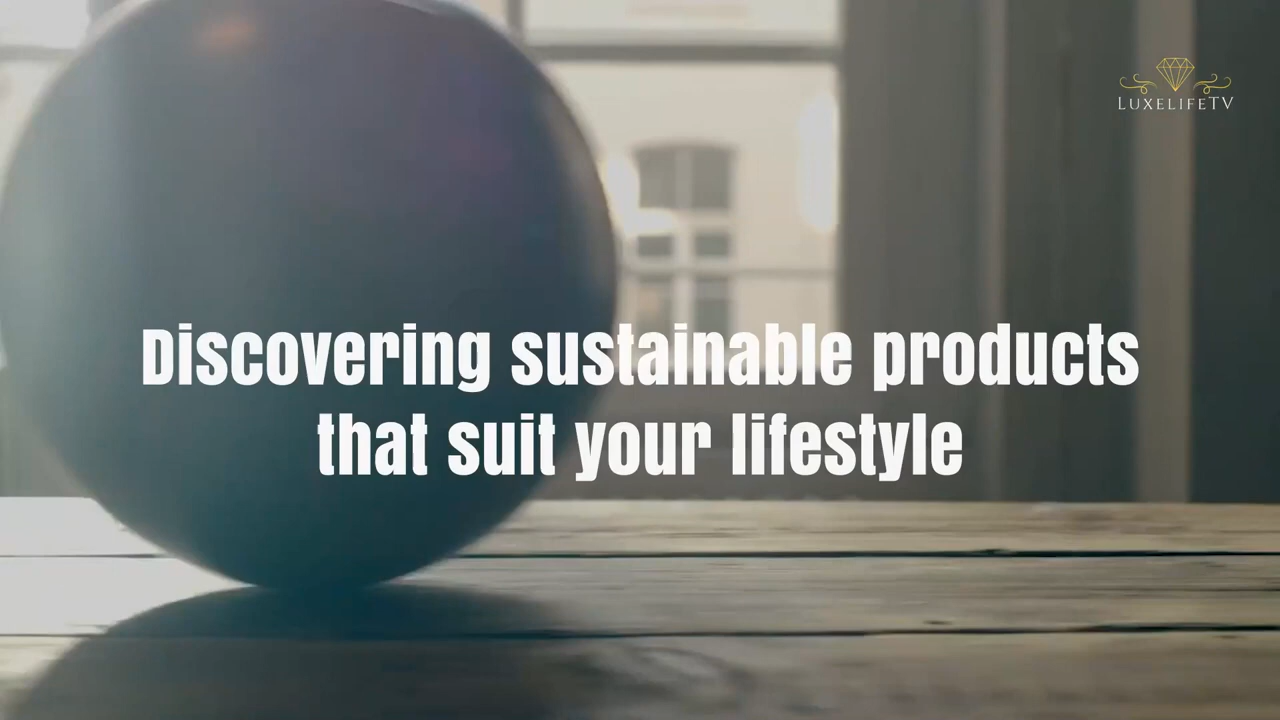 LUXELIFETV
Discovering sustainable products
that suit your lifestyle